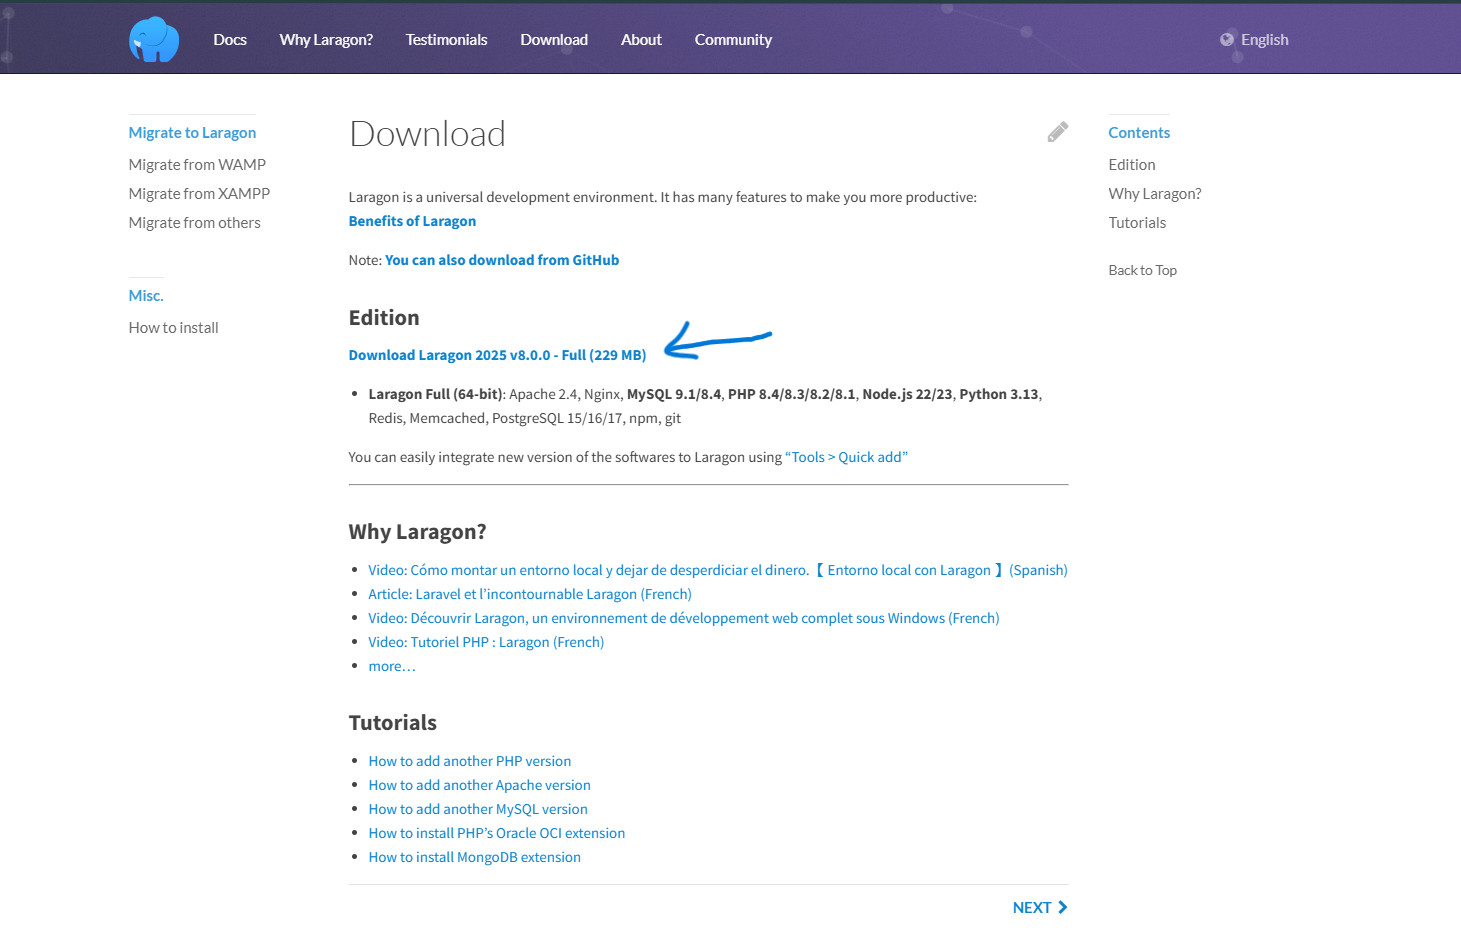 Docs
Why Laragon?
Testimonials
Download
About
Community
English
Migrate to Laragon
Migrate from WAMP
Migrate from XAMPP
Migrate from others
Misc.
How to install
Download
Laragon is a universal development environment. It has many features to make you more productive:
Benefits of Laragon
Note: You can also download from GitHub
Edition
Download Laragon 2025 v8.0.0 - Full (229 MB)
• Laragon Full (64-bit): Apache 2.4, Nginx, MySQL 9.1/8.4, PHP 8.4/8.3/8.2/8.1, Node.js 22/23, Python 3.13,
Redis, Memcached, PostgreSQL 15/16/17, npm, git
You can easily integrate new version of the softwares to Laragon using “Tools > Quick add”
Why Laragon?
• Video: Cómo montar un entorno local y dejar de desperdiciar el dinero.【 Entorno local con Laragon 】(Spanish)
• Article: Laravel et l’incontournable Laragon (French)
• Video: Découvrir Laragon, un environnement de développement web complet sous Windows (French)
• Video: Tutoriel PHP : Laragon (French)
• more…
Tutorials
• How to add another PHP version
• How to add another Apache version
• How to add another MySQL version
• How to install PHP’s Oracle OCI extension
• How to install MongoDB extension
NEXT
Contents
Edition
Why Laragon?
Tutorials
Back to Top